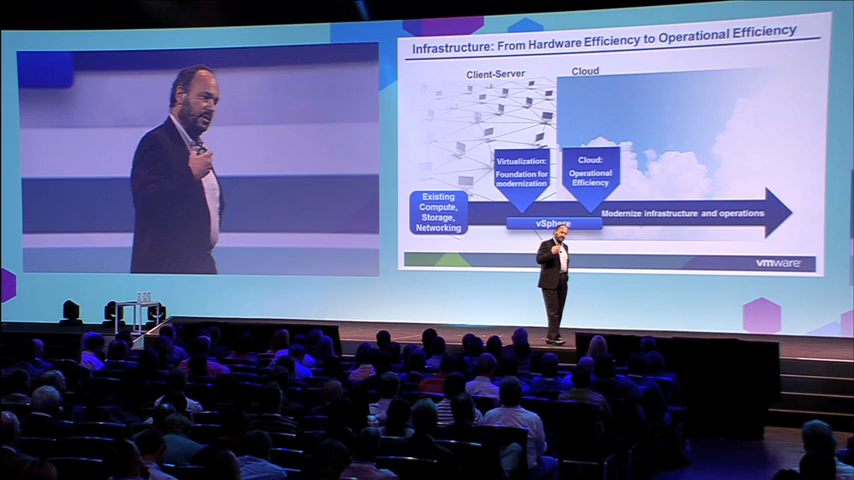 Infrastructure: From Hardware Efficiency to Operational Efficiency
Client-Server
Cloud
Virtualization:
Foundation for
modernization
Cloud:
Operational
Efficiency
Existing
Compute,
Storage,
Networking
vSphere
Modernize infrastructure and operations
vmware